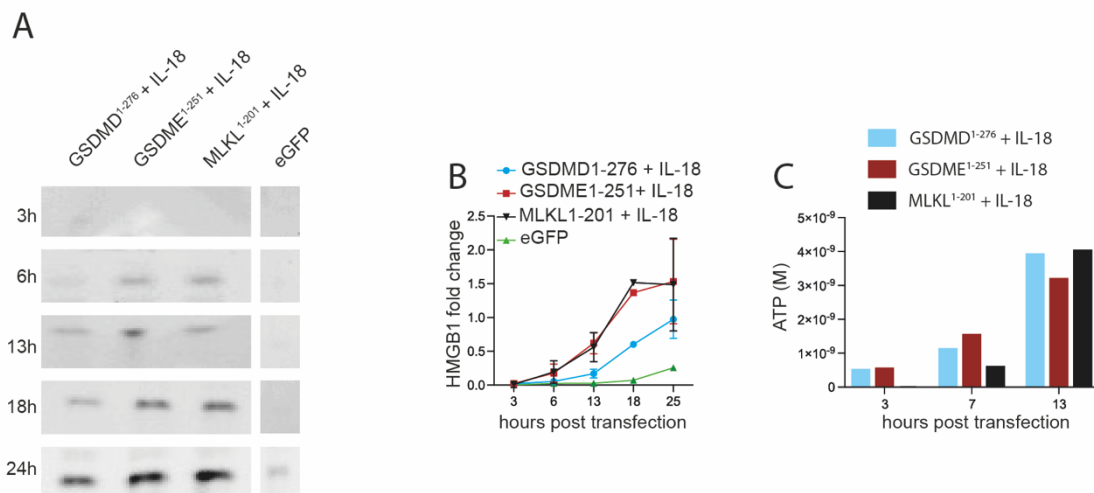 A
GSDMD¹⁻²⁷⁶ + IL-18
GSDME¹⁻²⁵¹ + IL-18
MLKL¹⁻²⁰¹ + IL-18
eGFP
3h
6h
13h
18h
24h
B
GSDMD1-276 + IL-18
GSDME1-251+ IL-18
MLKL1-201 + IL-18
eGFP
HMGB1 fold change
2.5
2.0
1.5
1.0
0.5
0.0
3 6 13 18 25
hours post transfection
C
GSDMD¹⁻²⁷⁶ + IL-18
GSDME¹⁻²⁵¹ + IL-18
MLKL¹⁻²⁰¹ + IL-18
ATP (M)
5×10⁻⁹
4×10⁻⁹
3×10⁻⁹
2×10⁻⁹
1×10⁻⁹
0
3 7 13
hours post transfection